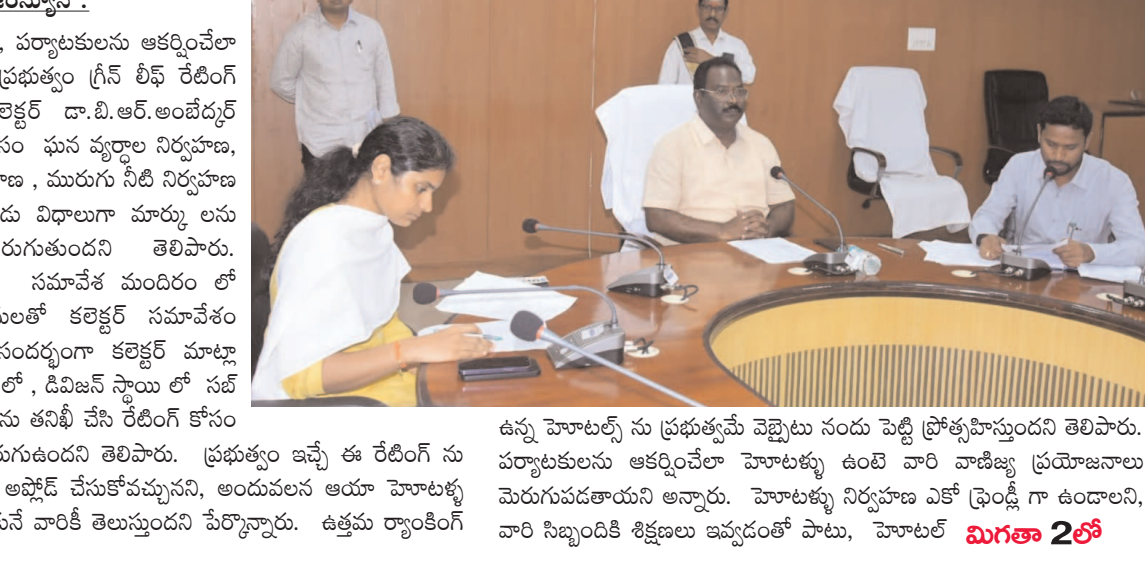 , పర్యాటకులను ఆకర్షించేలా
ప్రభుత్వం గ్రీన్ లీఫ్ రేటింగ్
లెక్టర్ డా.బి.ఆర్.అంబేద్కర్
సం ఘన వ్యర్థాల నిర్వహణ,
ణ , మురుగు నీటి నిర్వహణ
డు విధాలుగా మార్కు లను
రుగుతుందని తెలిపారు.
సమావేశ మందిరం లో
లతో కలెక్టర్ సమావేశం
సందర్భంగా కలెక్టర్ మాట్లా
లో , డివిజన్ స్థాయి లో సబ్
ను తనిఖీ చేసి రేటింగ్ కోసం
రుగుఉందని తెలిపారు. ప్రభుత్వం ఇచ్చే ఈ రేటింగ్ ను
అప్లోడ్ చేసుకోవచ్చునని, అందువలన ఆయా హెూటళ్ళ
నే వారికీ తెలుస్తుందని పేర్కొన్నారు. ఉత్తమ ర్యాంకింగ్
ఉన్న హెూటల్స్ ను ప్రభుత్వమే వెబ్సైటు నందు పెట్టి ప్రోత్సహిస్తుందని తెలిపారు.
పర్యాటకులను ఆకర్షించేలా హెూటళ్ళు ఉంటె వారి వాణిజ్య ప్రయోజనాలు
మెరుగుపడతాయని అన్నారు. హెూటళ్ళు నిర్వహణ ఎకో ఫ్రెండ్లీ గా ఉండాలని,
వారి సిబ్బందికి శిక్షణలు ఇవ్వడంతో పాటు, హెూటల్ మిగతా 2లో